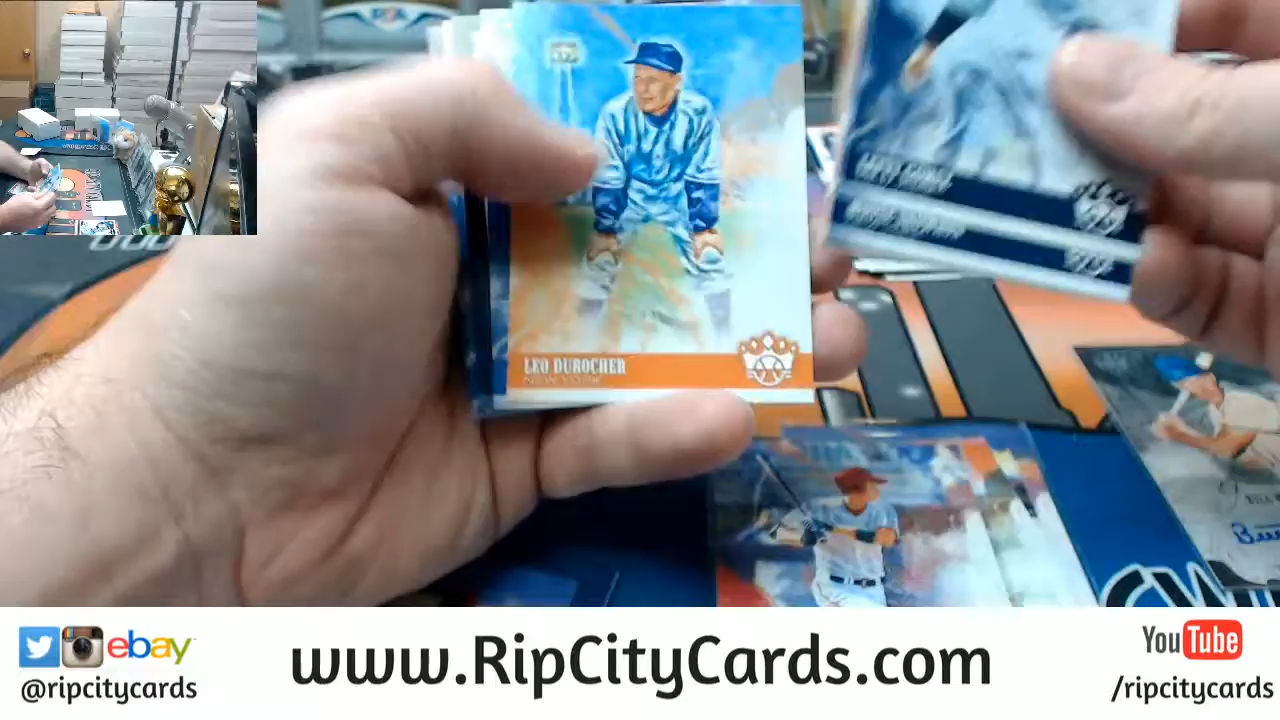 LEO DUROCHER
NEW YORK
ebay
@ripcitycards
www.RipCityCards.com
YouTube
/ripcitycards